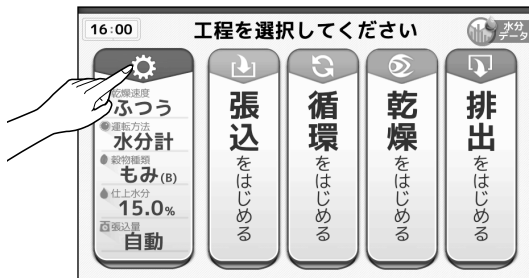 16:00
工程を選択してください
水分
データ
乾燥速度
ふつう
運転方法
水分計
穀物種類
もみ(B)
仕上水分
15.0%
張込量
自動
張込をはじめる
循環をはじめる
乾燥をはじめる
排出をはじめる